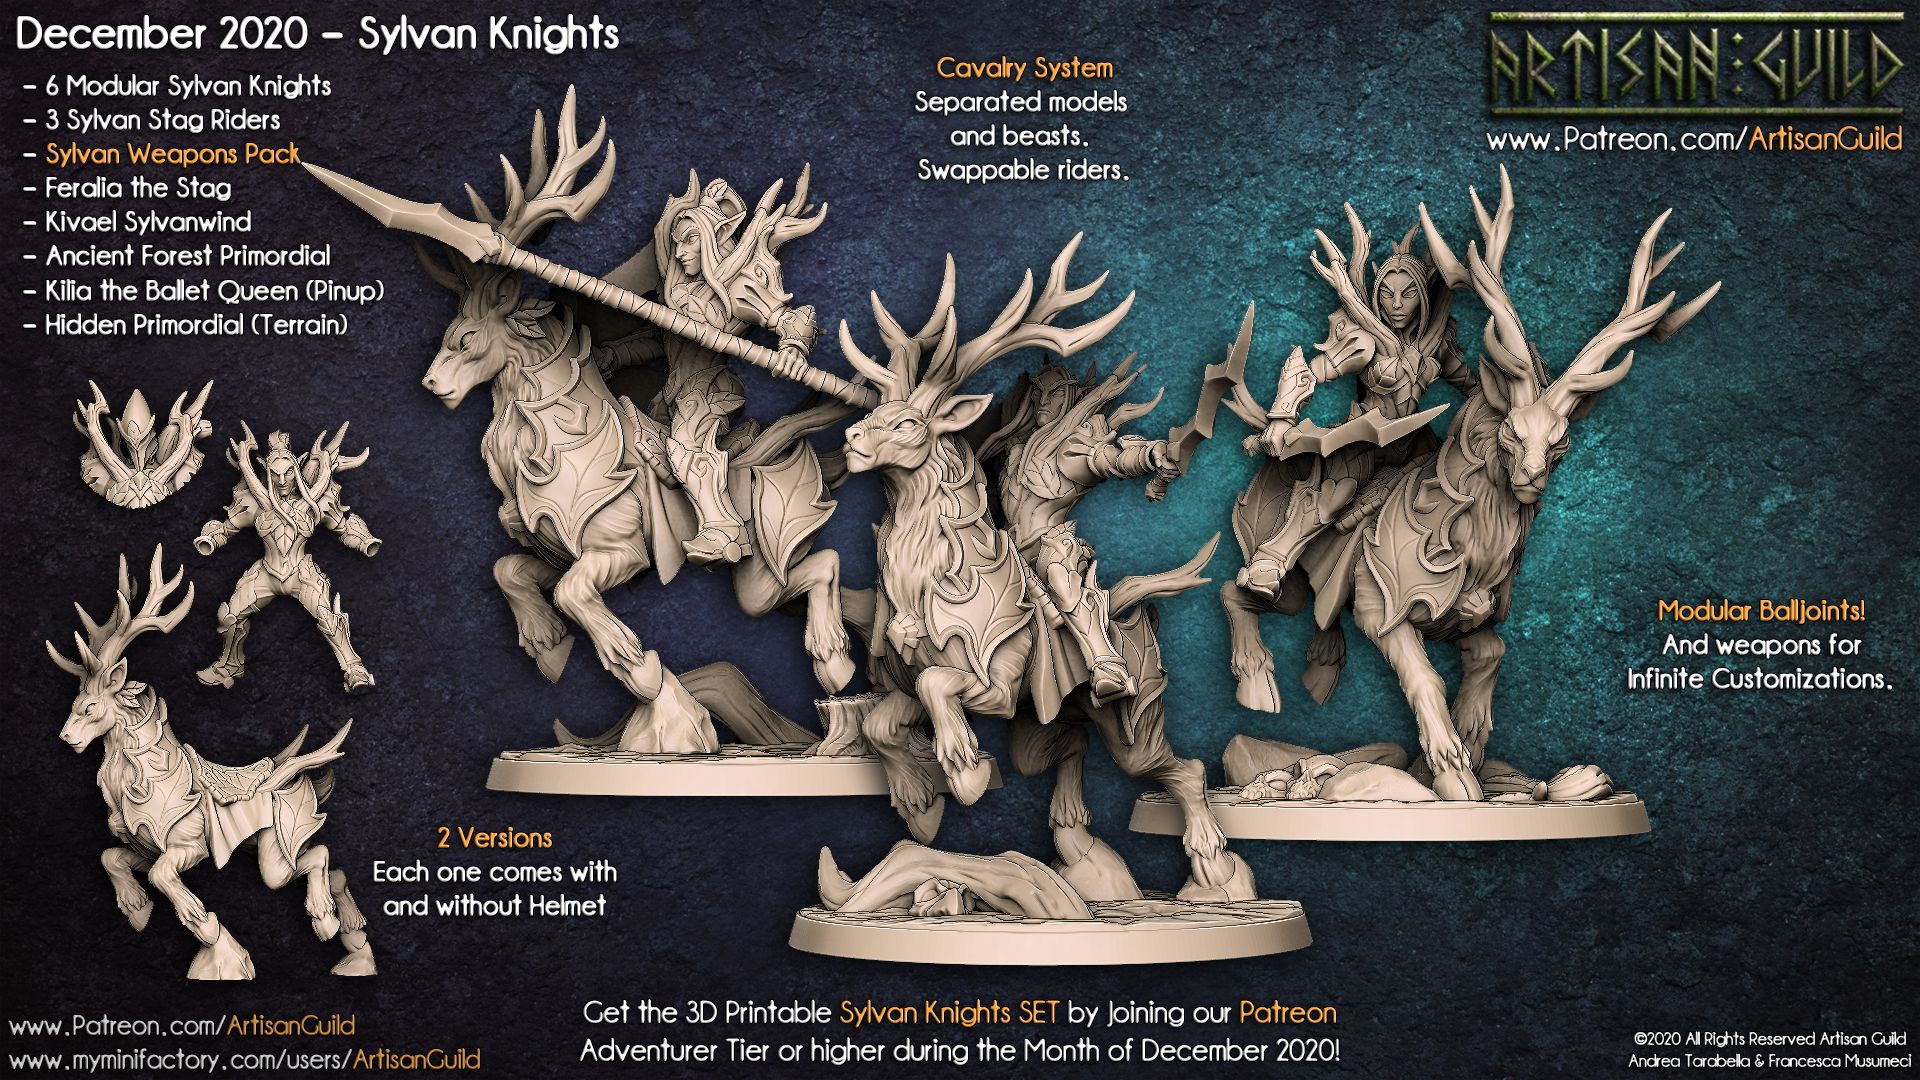 December 2020 - Sylvan Knights
- 6 Modular Sylvan Knights
- 3 Sylvan Stag Riders
- Sylvan Weapons Pack
- Feralia the Stag
- Kivael Sylvanwind
- Ancient Forest Primordial
- Kilia the Ballet Queen (Pinup)
- Hidden Primordial (Terrain)
Cavalry System
Separated models
and beasts.
Swappable riders.
ARTISAN:GUILD
www.Patreon.com/ArtisanGuild
Modular Balljoints!
And weapons for
Infinite Customizations.
2 Versions
Each one comes with
and without Helmet
Get the 3D Printable Sylvan Knights SET by Joining our Patreon
Adventurer Tier or higher during the Month of December 2020!
www.Patreon.com/ArtisanGuild
www.myminifactory.com/users/ArtisanGuild
©2020 All Rights Reserved Artisan Guild
Andrea Tarabella & Francesca Musumeci